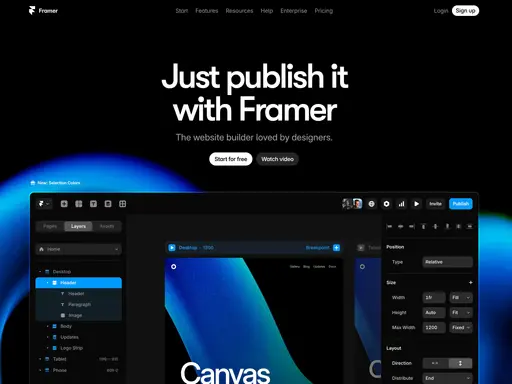 Framer
Start Features Resources Help Enterprise Pricing
Login Sign up
Just publish it
with Framer
The website builder loved by designers.
Start for free Watch video
New: Selection Colors
Invite Publish
Pages Layers Assets
Home
Desktop
Header
Header
Paragraph
Image
Body
Updates
Logo Strip
Tablet
Phone
Desktop · 1200 Breakpoint
Canvas
Position
Type Relative
Size
Width 1fr Fill
Height Auto Fit
Max Width 1200 Fixed
Layout
Direction
Distribute End